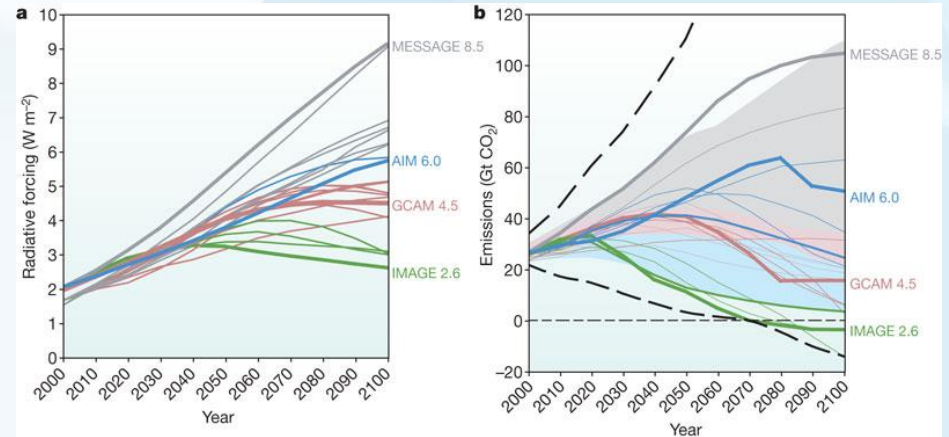 a
Radiative forcing (W m⁻²)
10
9
8
7
6
5
4
3
2
1
0
2000
2010
2020
2030
2040
2050
2060
2070
2080
2090
2100
Year
MESSAGE 8.5
AIM 6.0
GCAM 4.5
IMAGE 2.6
b
Emissions (Gt CO₂)
120
100
80
60
40
20
0
–20
2000
2010
2020
2030
2040
2050
2060
2070
2080
2090
2100
Year
MESSAGE 8.5
AIM 6.0
GCAM 4.5
IMAGE 2.6